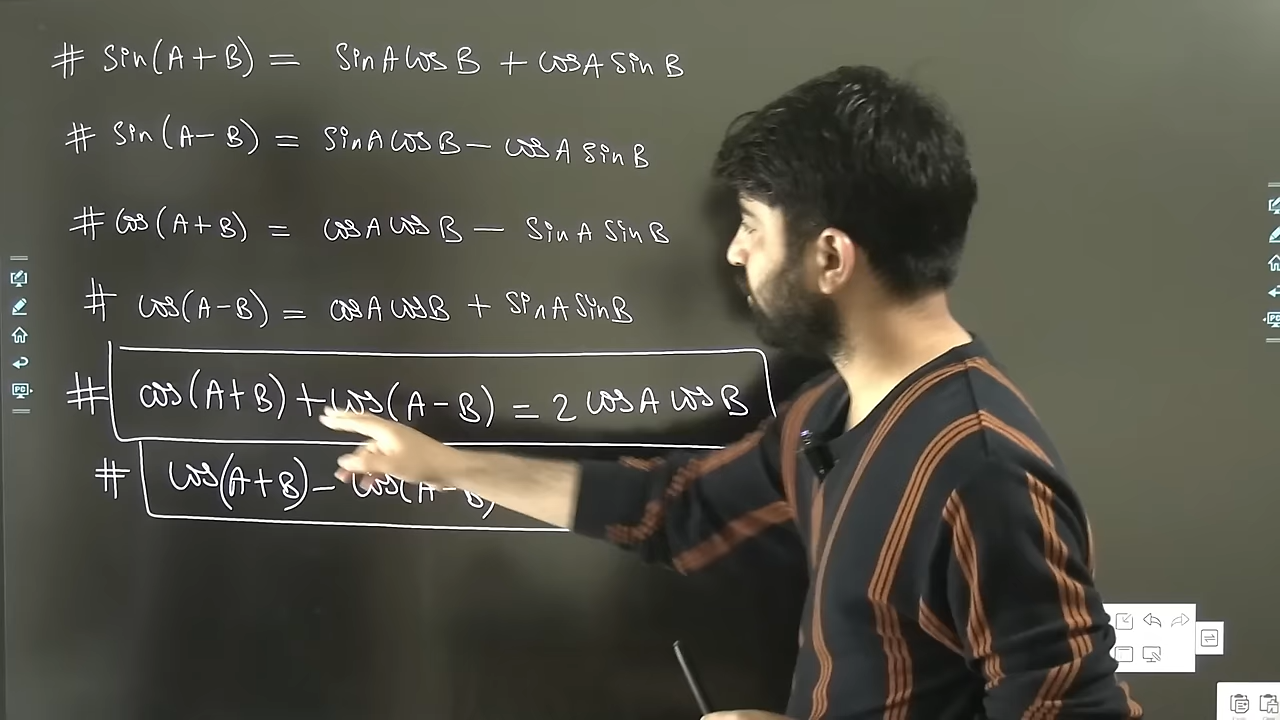 # Sin(A+B) = SinA CosB + CosA SinB
# Sin(A-B) = SinA CosB - CosA SinB
# Cos(A+B) = CosA CosB - SinA SinB
# Cos(A-B) = CosA CosB + SinA SinB
# Cos(A+B) + Cos(A-B) = 2 CosA CosB
# Cos(A+B) - Cos(A-B)